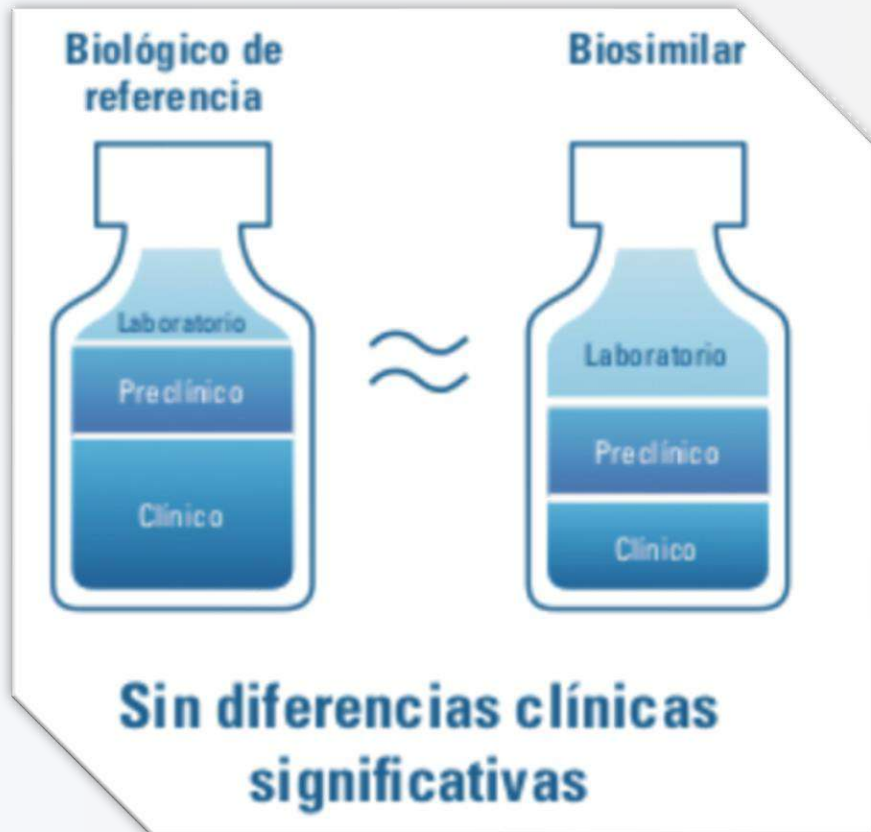 Biológico de
referencia
Laboratorio
Preclínico
Clínico
Biosimilar
Laboratorio
Preclínico
Clínico
Sin diferencias clínicas
significativas